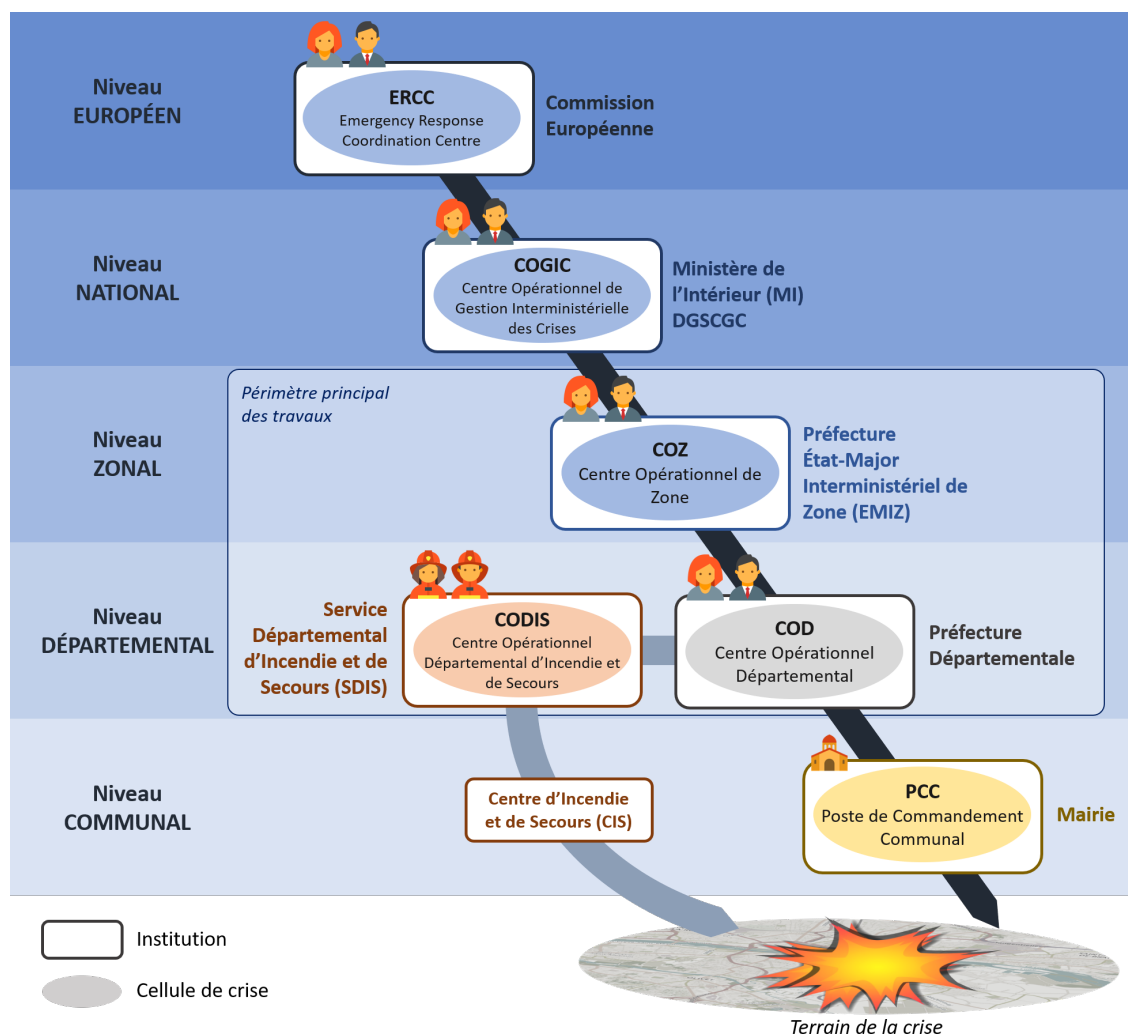 Niveau
EUROPÉEN
ERCC
Emergency Response
Coordination Centre
Commission
Européenne
Niveau
NATIONAL
COGIC
Centre Opérationnel de
Gestion Interministérielle
des Crises
Ministère de
l'Intérieur (MI)
DGSCGC
Périmètre principal
des travaux
Niveau
ZONAL
COZ
Centre Opérationnel de
Zone
Préfecture
État-Major
Interministériel de
Zone (EMIZ)
Niveau
DÉPARTEMENTAL
Service
Départemental
d'Incendie et de
Secours (SDIS)
CODIS
Centre Opérationnel
Départemental d'Incendie et
de Secours
COD
Centre Opérationnel
Départemental
Préfecture
Départementale
Niveau
COMMUNAL
Centre d'Incendie
et de Secours (CIS)
PCC
Poste de Commandement
Communal
Mairie
Institution
Cellule de crise
Terrain de la crise